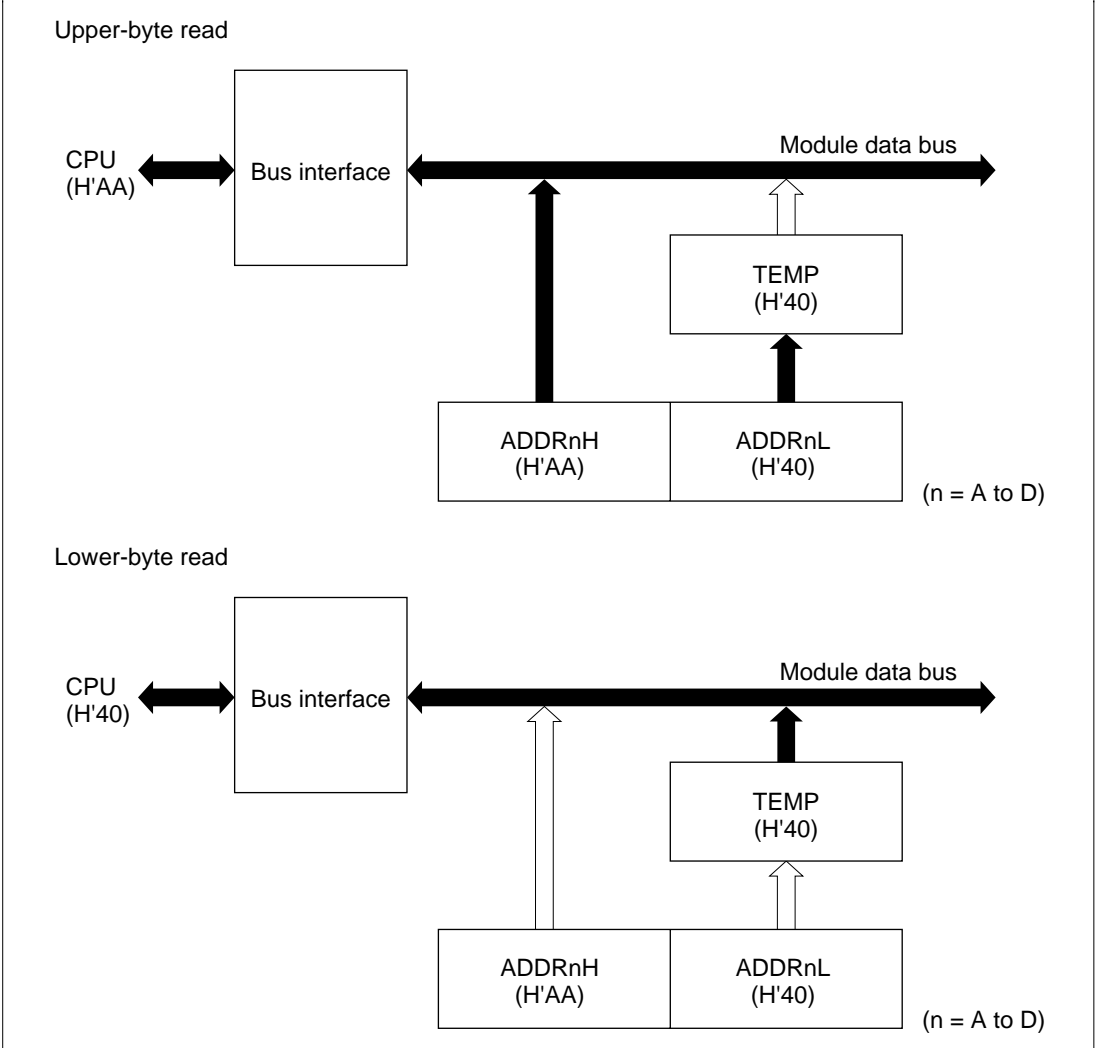 Upper-byte read
Module data bus
CPU
(H'AA)
Bus interface
TEMP
(H'40)
ADDRnH
(H'AA)
ADDRnL
(H'40)
(n = A to D)
Lower-byte read
Module data bus
CPU
(H'40)
Bus interface
TEMP
(H'40)
ADDRnH
(H'AA)
ADDRnL
(H'40)
(n = A to D)